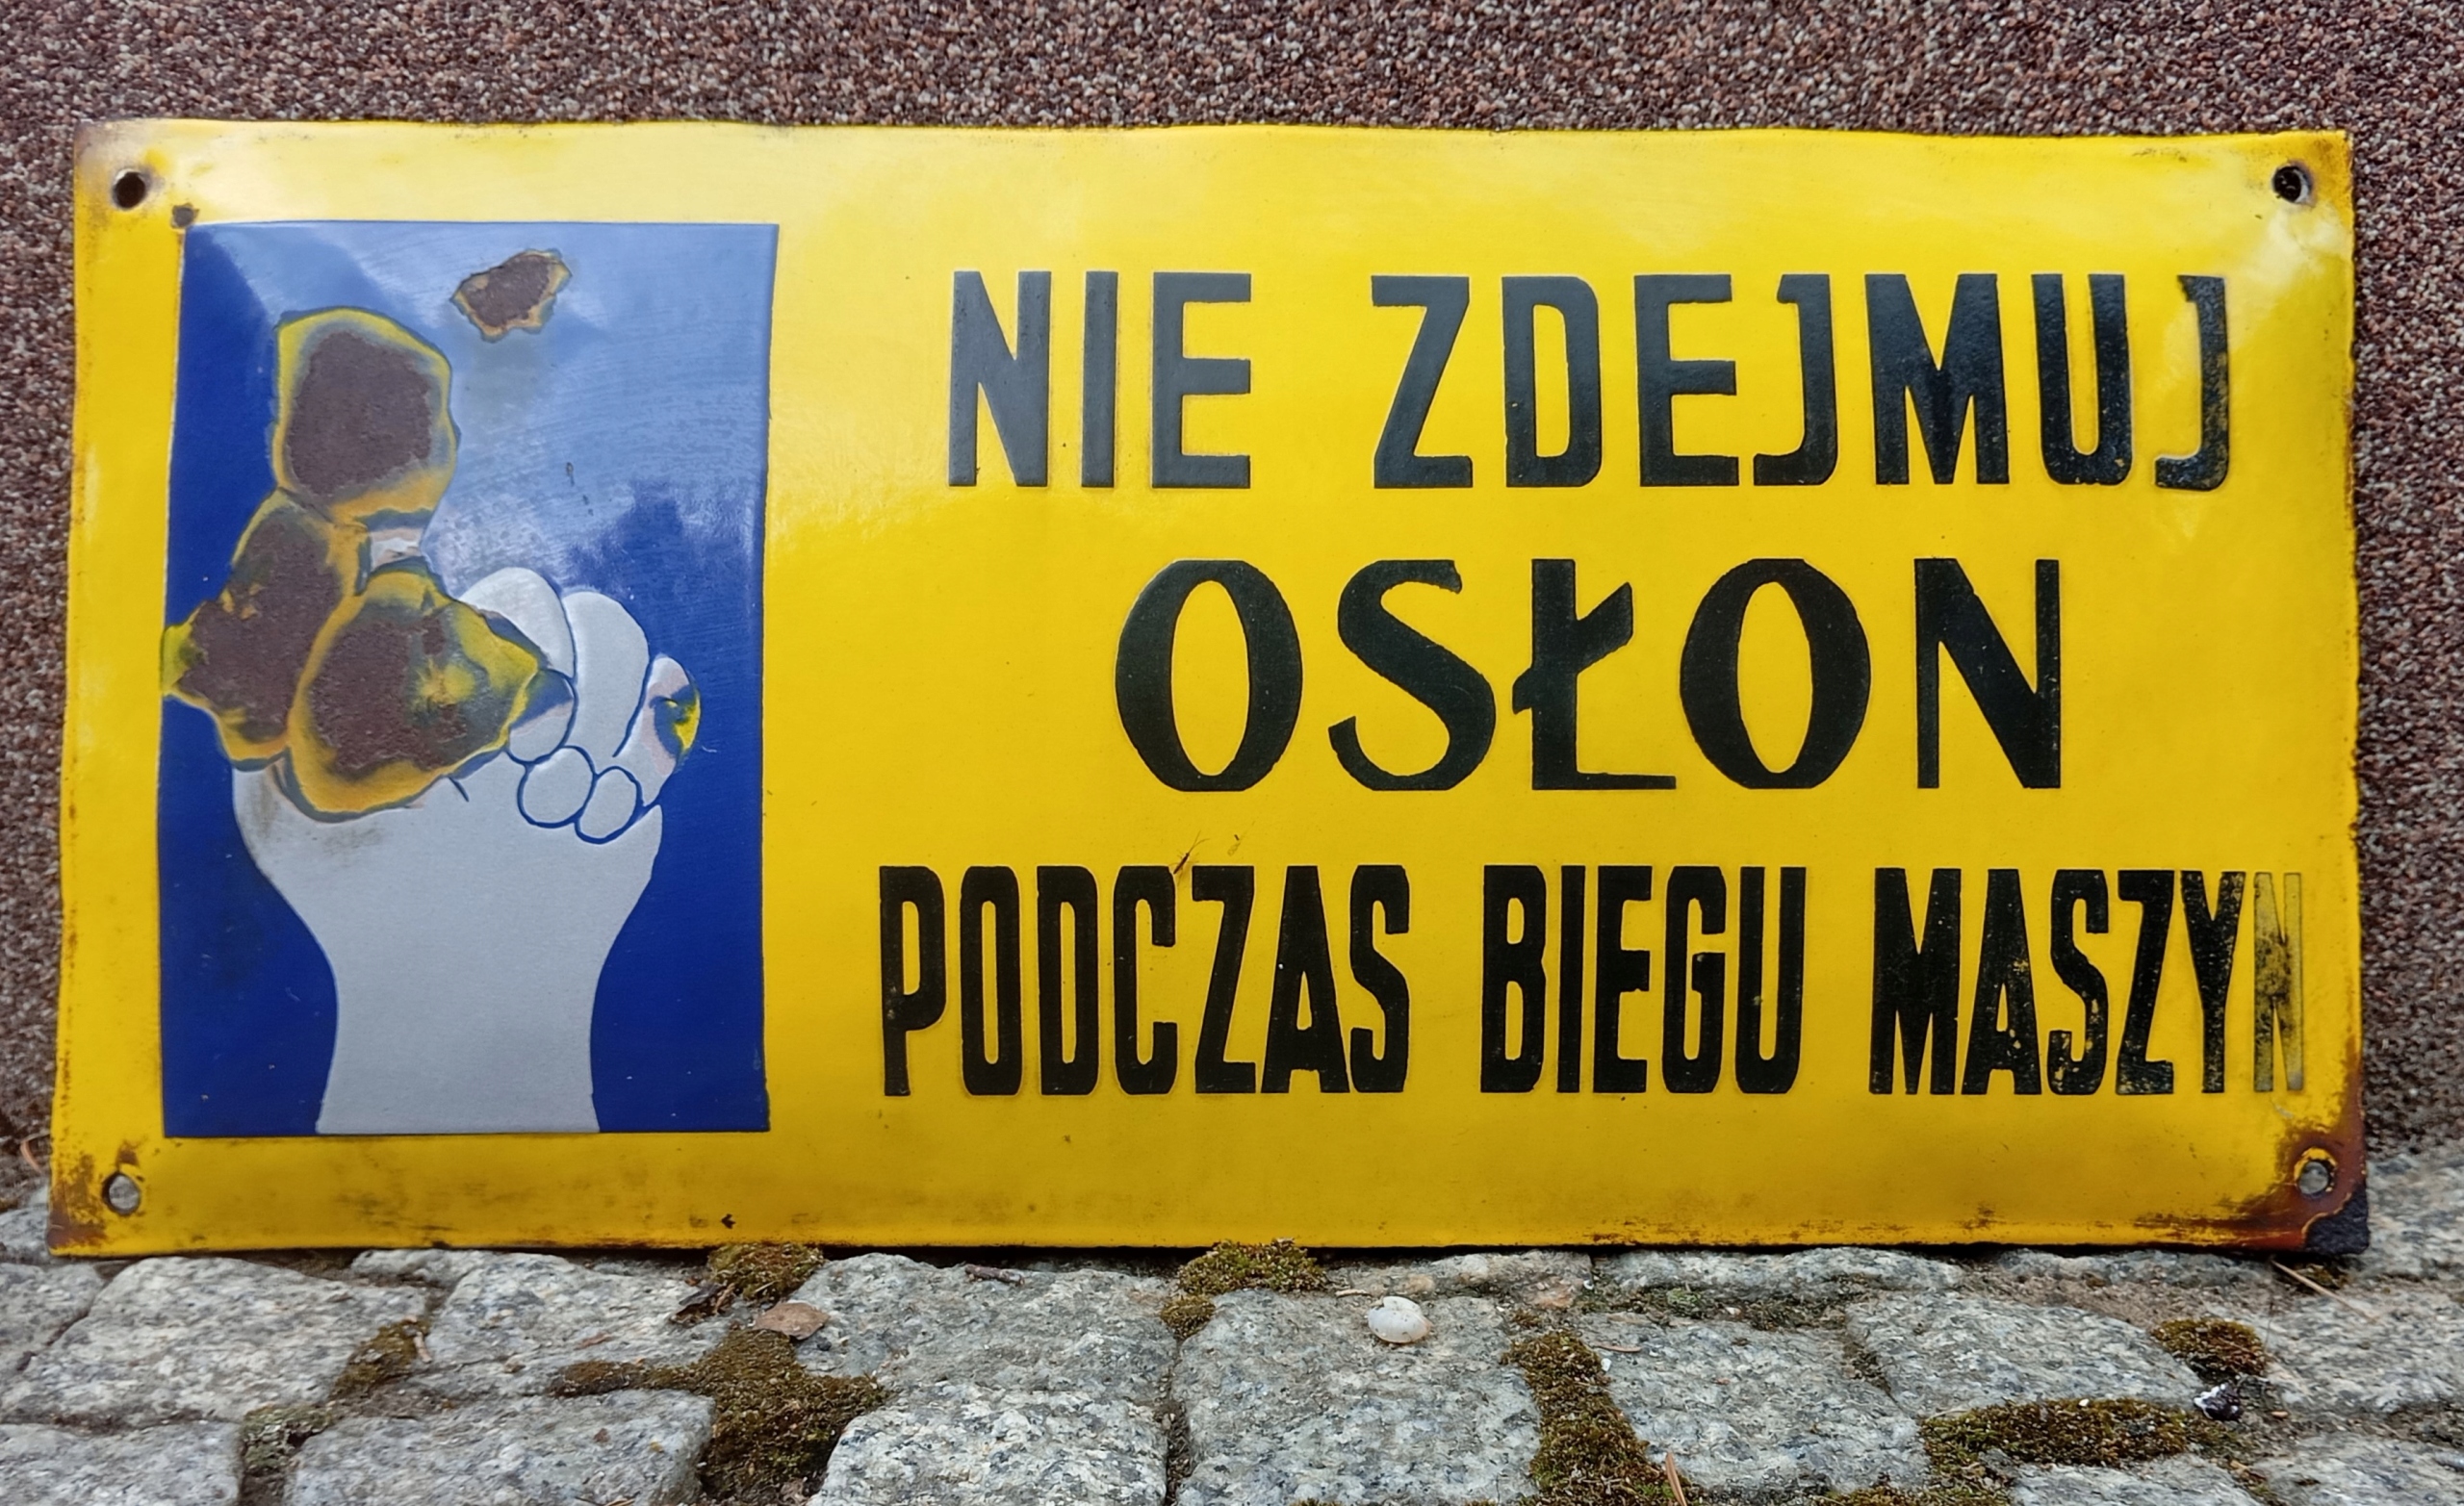 NIE ZDEJMUJ
OSŁON
PODCZAS BIEGU MASZYN